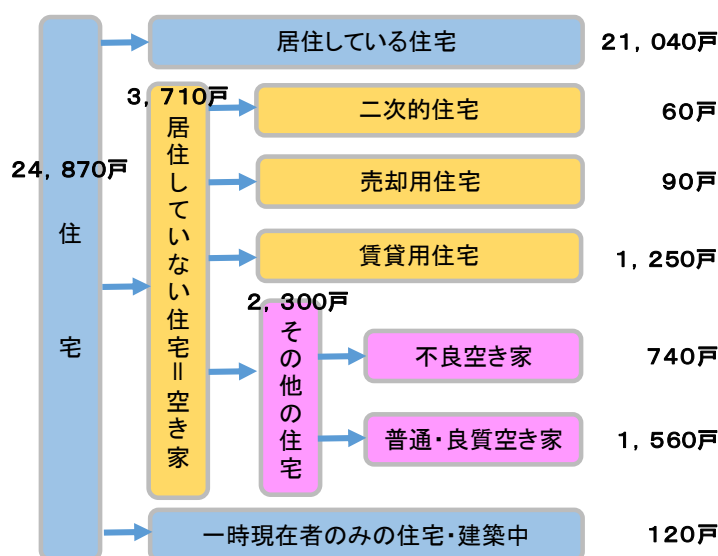 居住している住宅
21，040戸
3，710戸
二次的住宅
60戸
居住していない住宅＝空き家
24，870戸
売却用住宅
90戸
住宅
賃貸用住宅
1，250戸
2，300戸
その他の住宅
不良空き家
740戸
普通・良質空き家
1，560戸
一時現在者のみの住宅・建築中
120戸